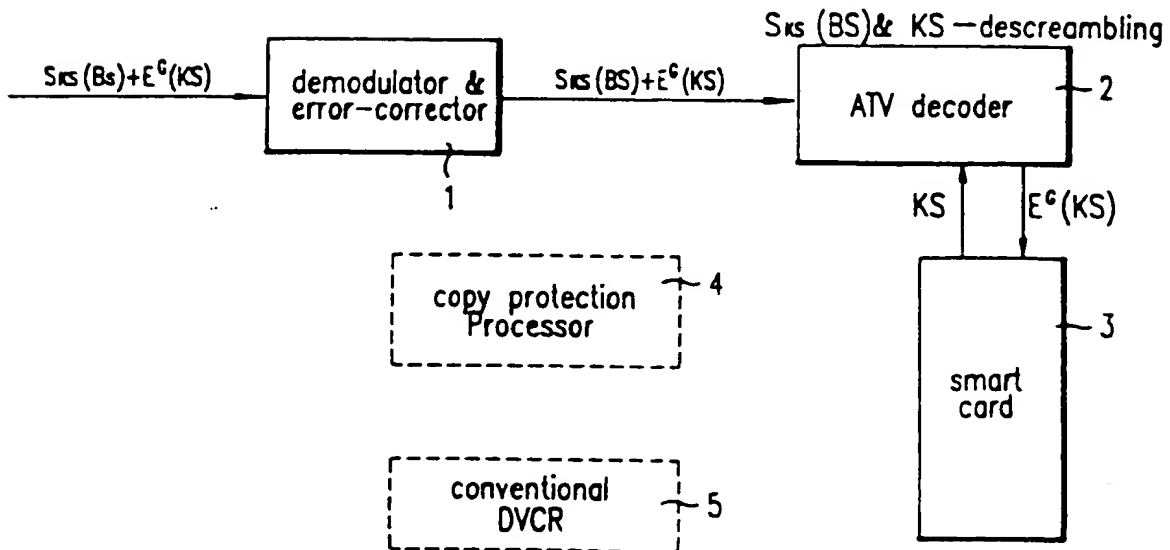 SKS (BS)& KS-descreambling
SKS(Bs)+E^G(KS)
demodulator &
error-corrector
1
SKS(BS)+E^G(KS)
ATV decoder
2
KS
E^G(KS)
copy protection
Processor
4
smart
card
3
conventional
DVCR
5